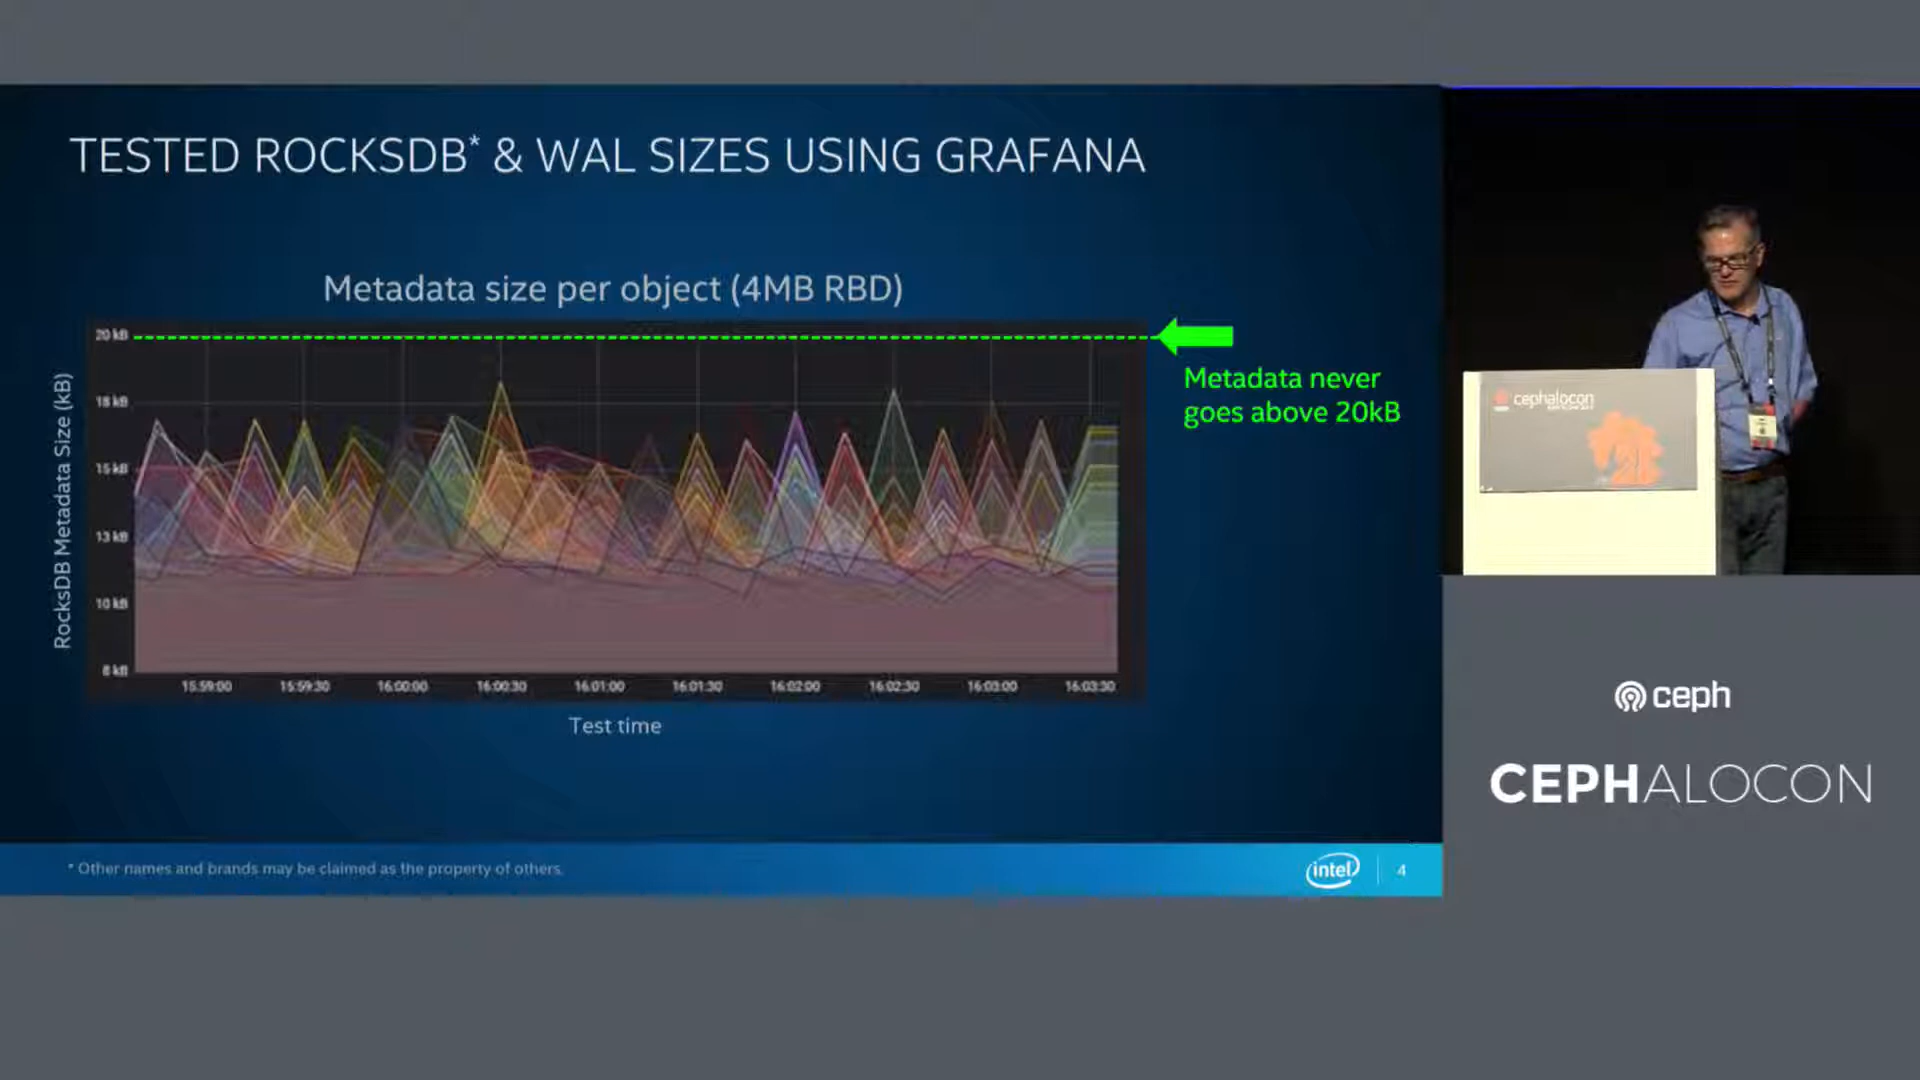 TESTED ROCKSDB* & WAL SIZES USING GRAFANA
Metadata size per object (4MB RBD)
RocksDB Metadata Size (kB)
20 kB
18 kB
15 kB
13 kB
10 kB
8 kB
15:59:00 15:59:30 16:00:00 16:00:30 16:01:00 16:01:30 16:02:00 16:02:30 16:03:00 16:03:30
Test time
Metadata never
goes above 20kB
* Other names and brands may be claimed as the property of others.
intel
4
cephalocon
ceph
CEPHALOCON